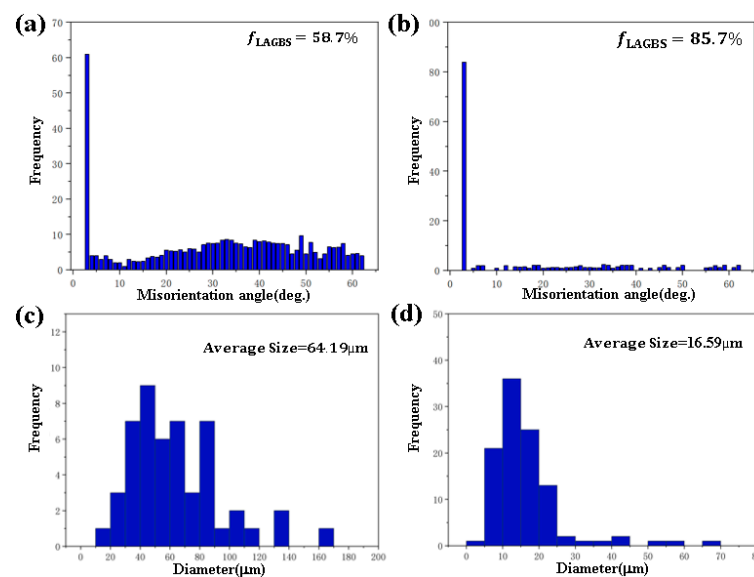 (a)
f_LAGBS = 58.7%
70
60
50
40
30
20
10
0
Frequency
0 10 20 30 40 50 60
Misorientation angle(deg.)
(b)
f_LAGBS = 85.7%
00
80
60
40
20
00
Frequency
0 10 20 30 40 50 60
Misorientation angle(deg.)
(c)
Average Size=64.19μm
12
10
8
6
4
2
0
Frequency
0 20 40 60 80 100 120 140 160 180 200
Diameter(μm)
(d)
Average Size=16.59μm
50
40
30
20
10
0
Frequency
0 10 20 30 40 50 60 70
Diameter(μm)